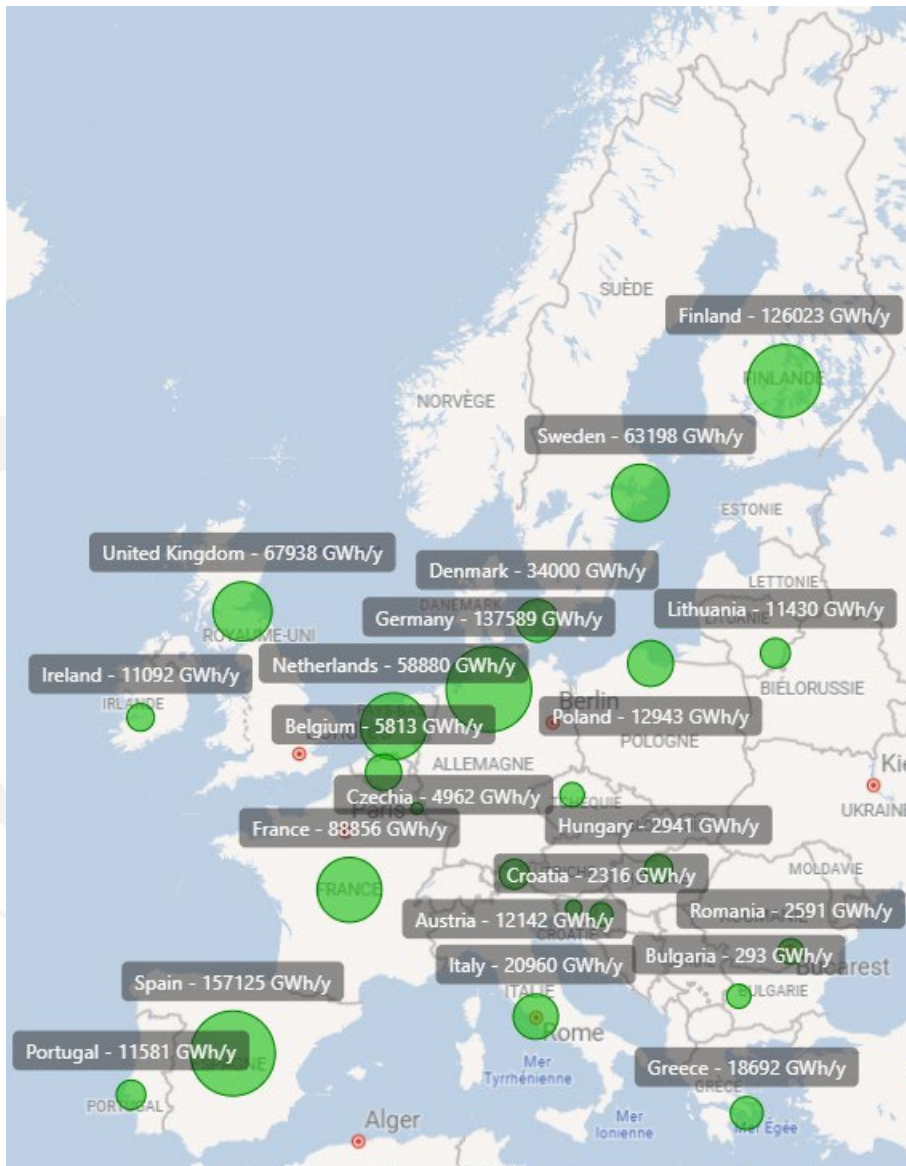 SUÈDE
Finland - 126023 GWh/y
FINLANDE
NORVÈGE
Sweden - 63198 GWh/y
ESTONIE
United Kingdom - 67938 GWh/y
Denmark - 34000 GWh/y
LETTONIE
DANEMARK
Lithuania - 11430 GWh/y
Germany - 137589 GWh/y
LITUANIE
ROYAUME-UNI
Netherlands - 58880 GWh/y
Ireland - 11092 GWh/y
BIÉLORUSSIE
IRLANDE
Berlin
Belgium - 5813 GWh/y
Poland - 12943 GWh/y
POLOGNE
ALLEMAGNE
Kie
Czechia - 4962 GWh/y
TCHÉQUIE
UKRAINE
Paris
France - 88856 GWh/y
Hungary - 2941 GWh/y
MOLDAVIE
Croatia - 2316 GWh/y
FRANCE
Romania - 2591 GWh/y
Austria - 12142 GWh/y
ROUMANIE
CROATIE
Bulgaria - 293 GWh/y
Italy - 20960 GWh/y
Bucarest
Spain - 157125 GWh/y
ITALIE
BULGARIE
Rome
Portugal - 11581 GWh/y
ESPAGNE
Mer
Tyrrhénienne
Greece - 18692 GWh/y
GRÈCE
PORTUGAL
Alger
Mer
Ionienne
Mer Égée